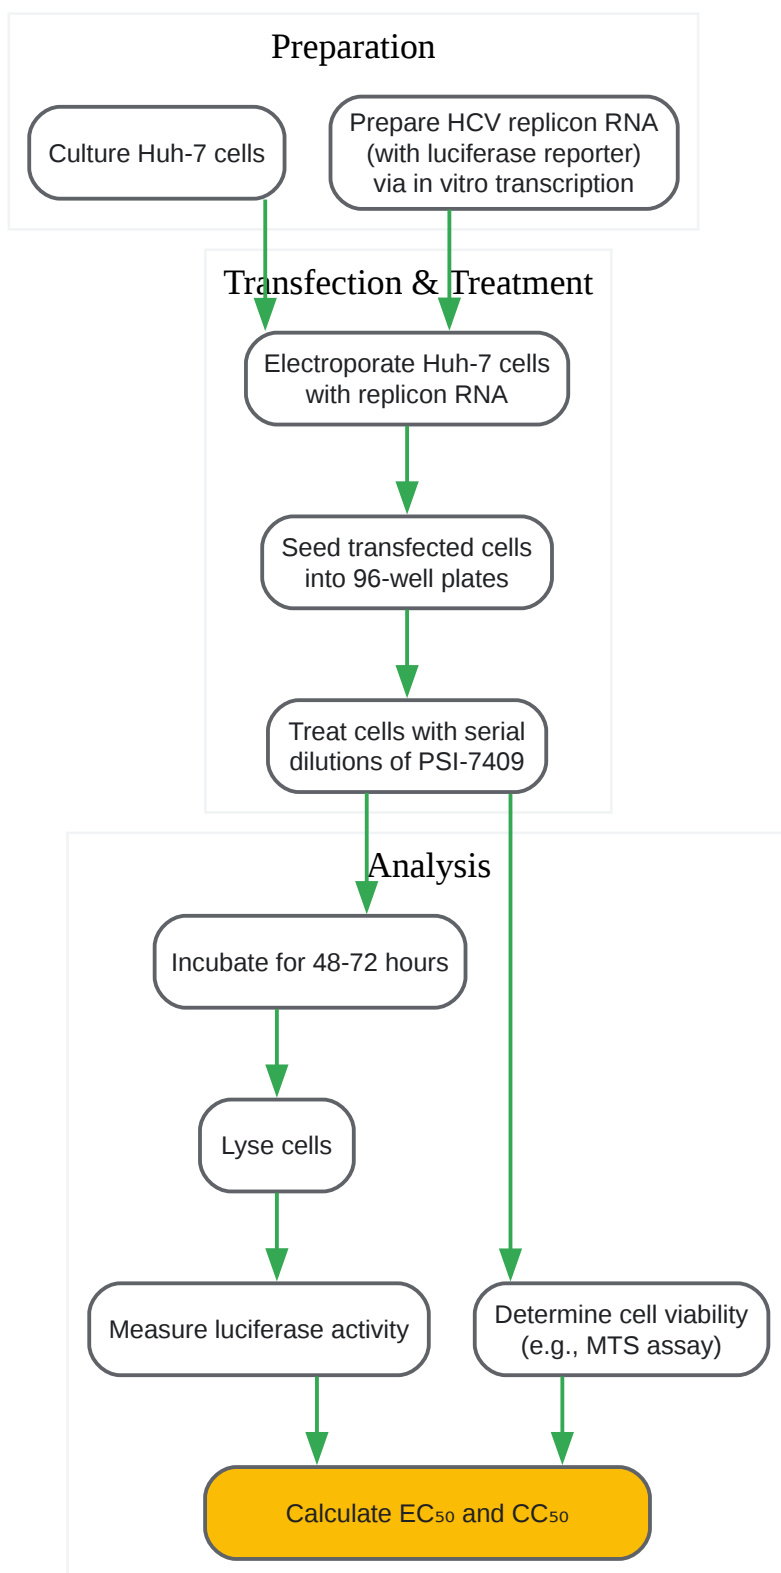 Preparation
Culture Huh-7 cells
Prepare HCV replicon RNA
(with luciferase reporter)
via in vitro transcription
Transfection & Treatment
Electroporate Huh-7 cells
with replicon RNA
Seed transfected cells
into 96-well plates
Treat cells with serial
dilutions of PSI-7409
Analysis
Incubate for 48-72 hours
Lyse cells
Measure luciferase activity
Determine cell viability
(e.g., MTS assay)
Calculate EC₅₀ and CC₅₀